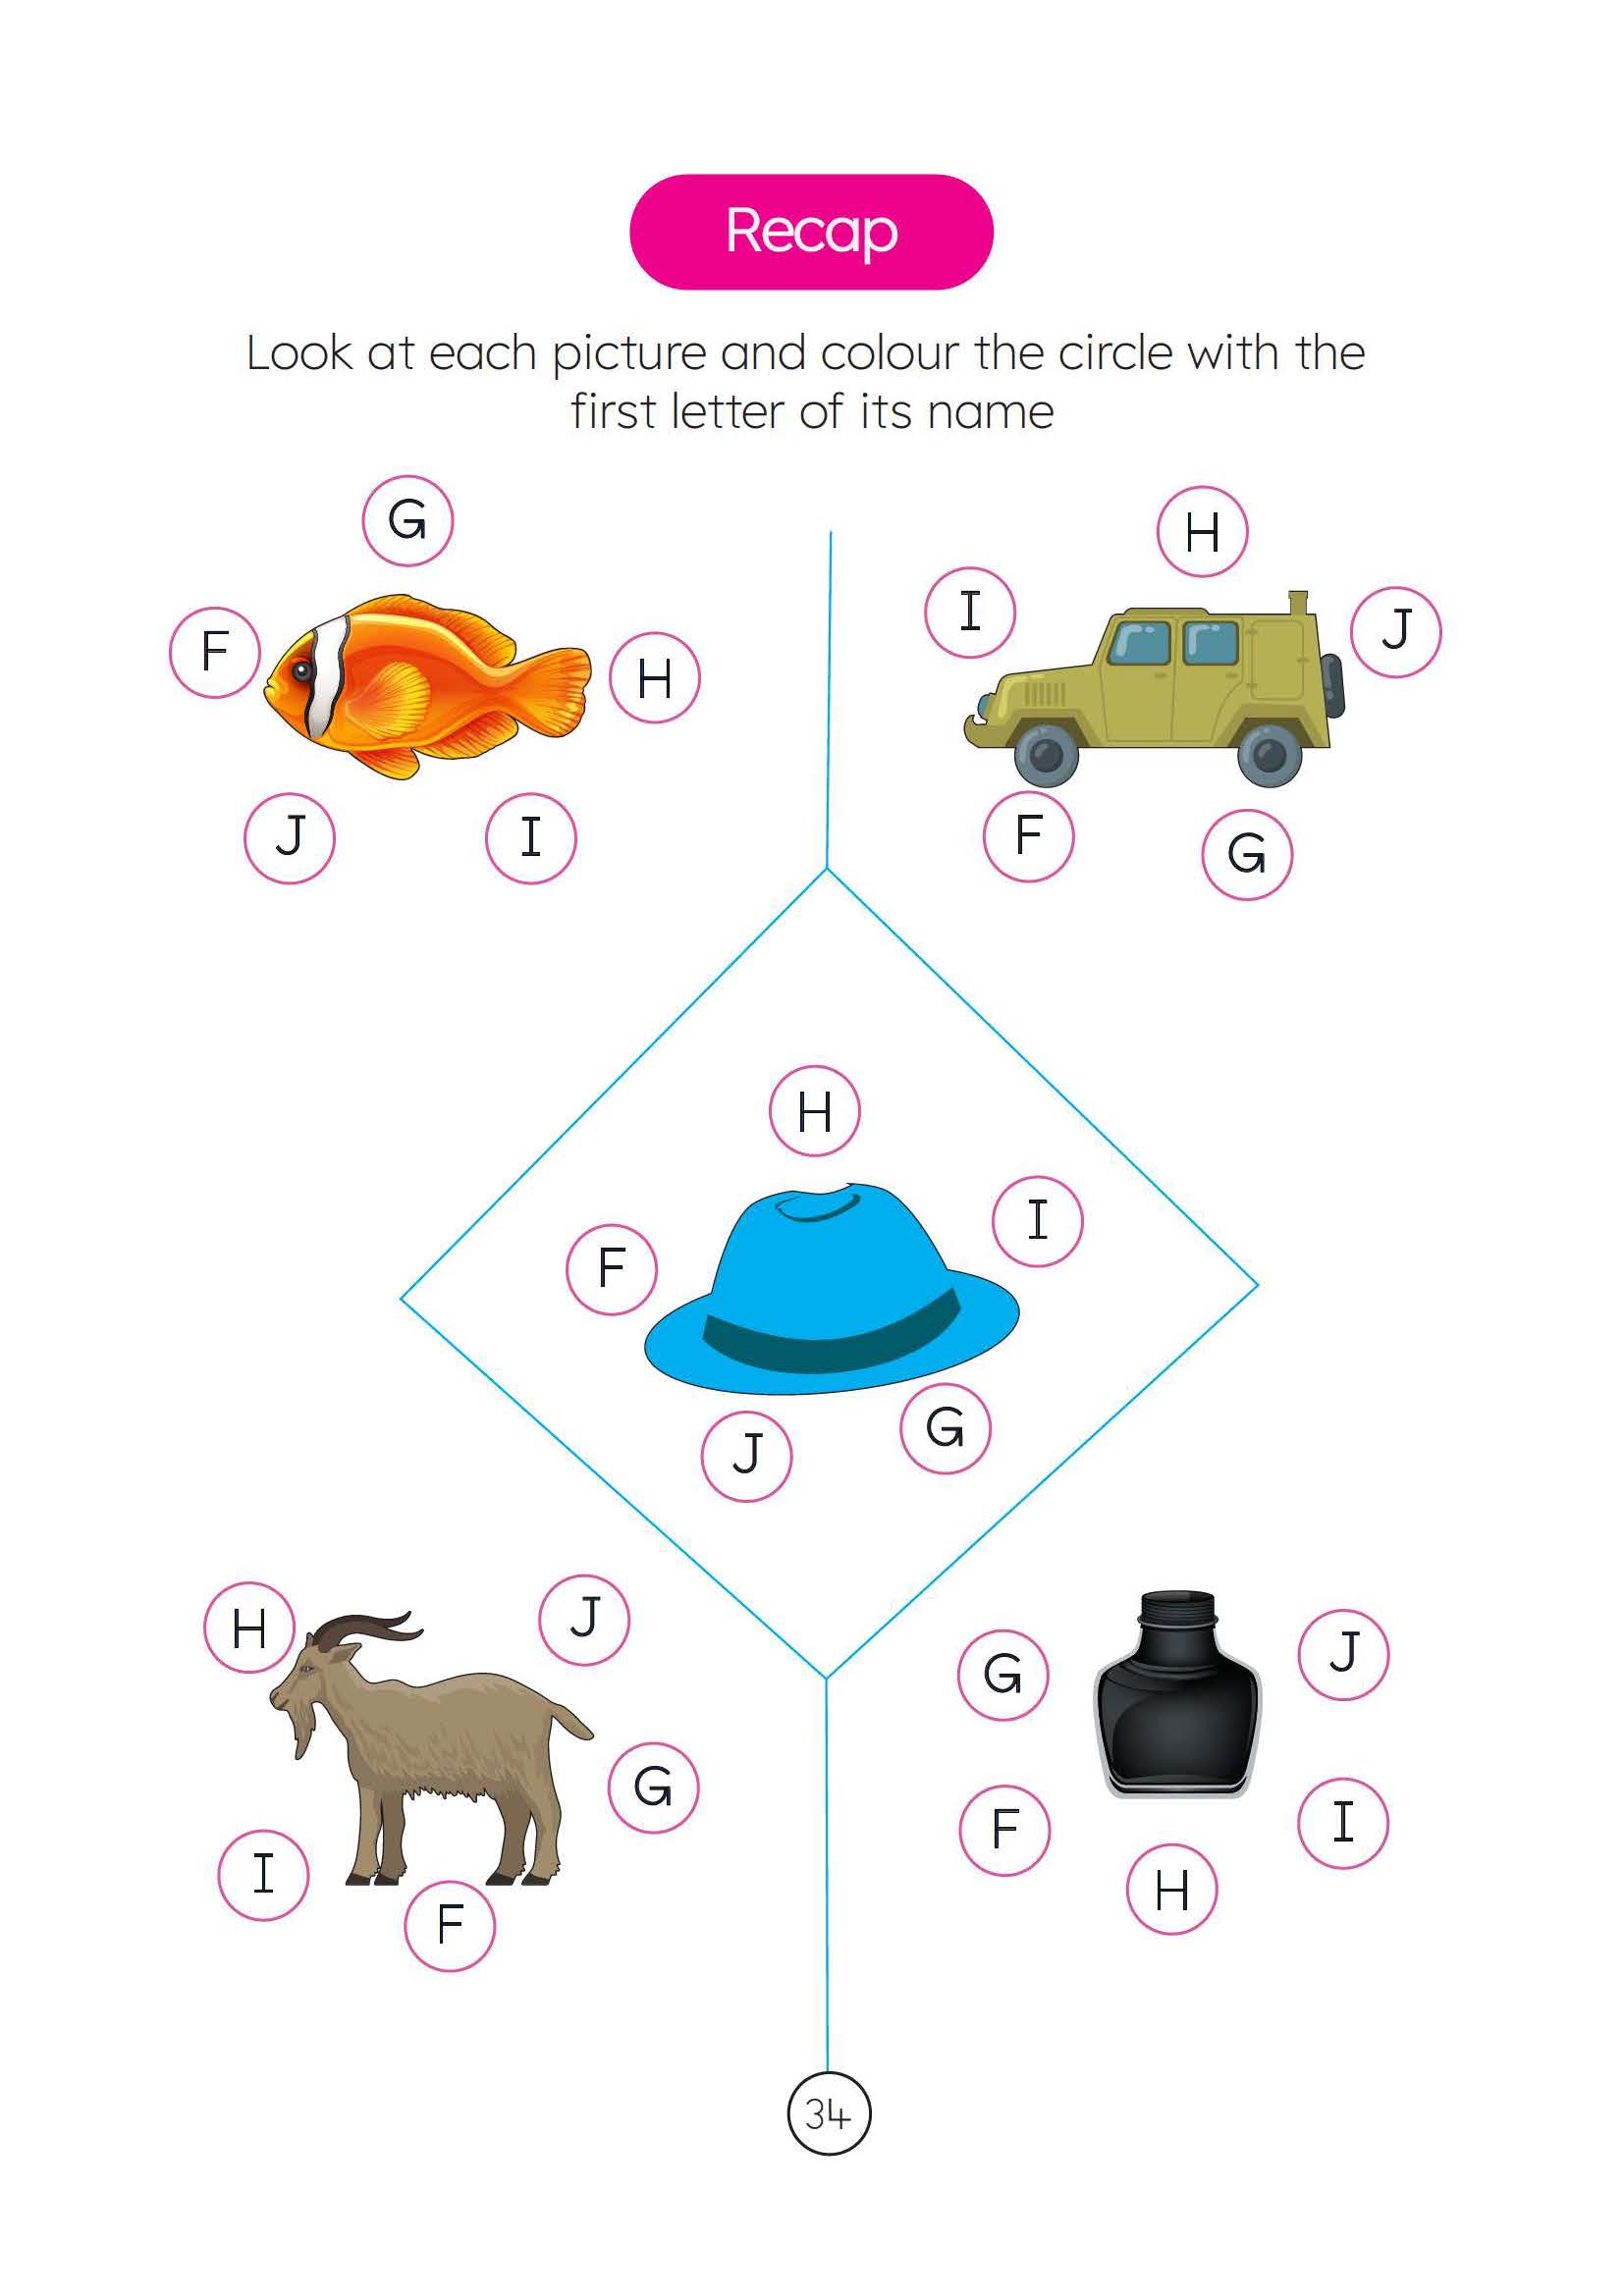 Recap
Look at each picture and colour the circle with the
first letter of its name
G
F
H
J
I
H
I
J
F
G
H
I
F
G
J
H
J
G
I
F
G
J
F
I
H
34